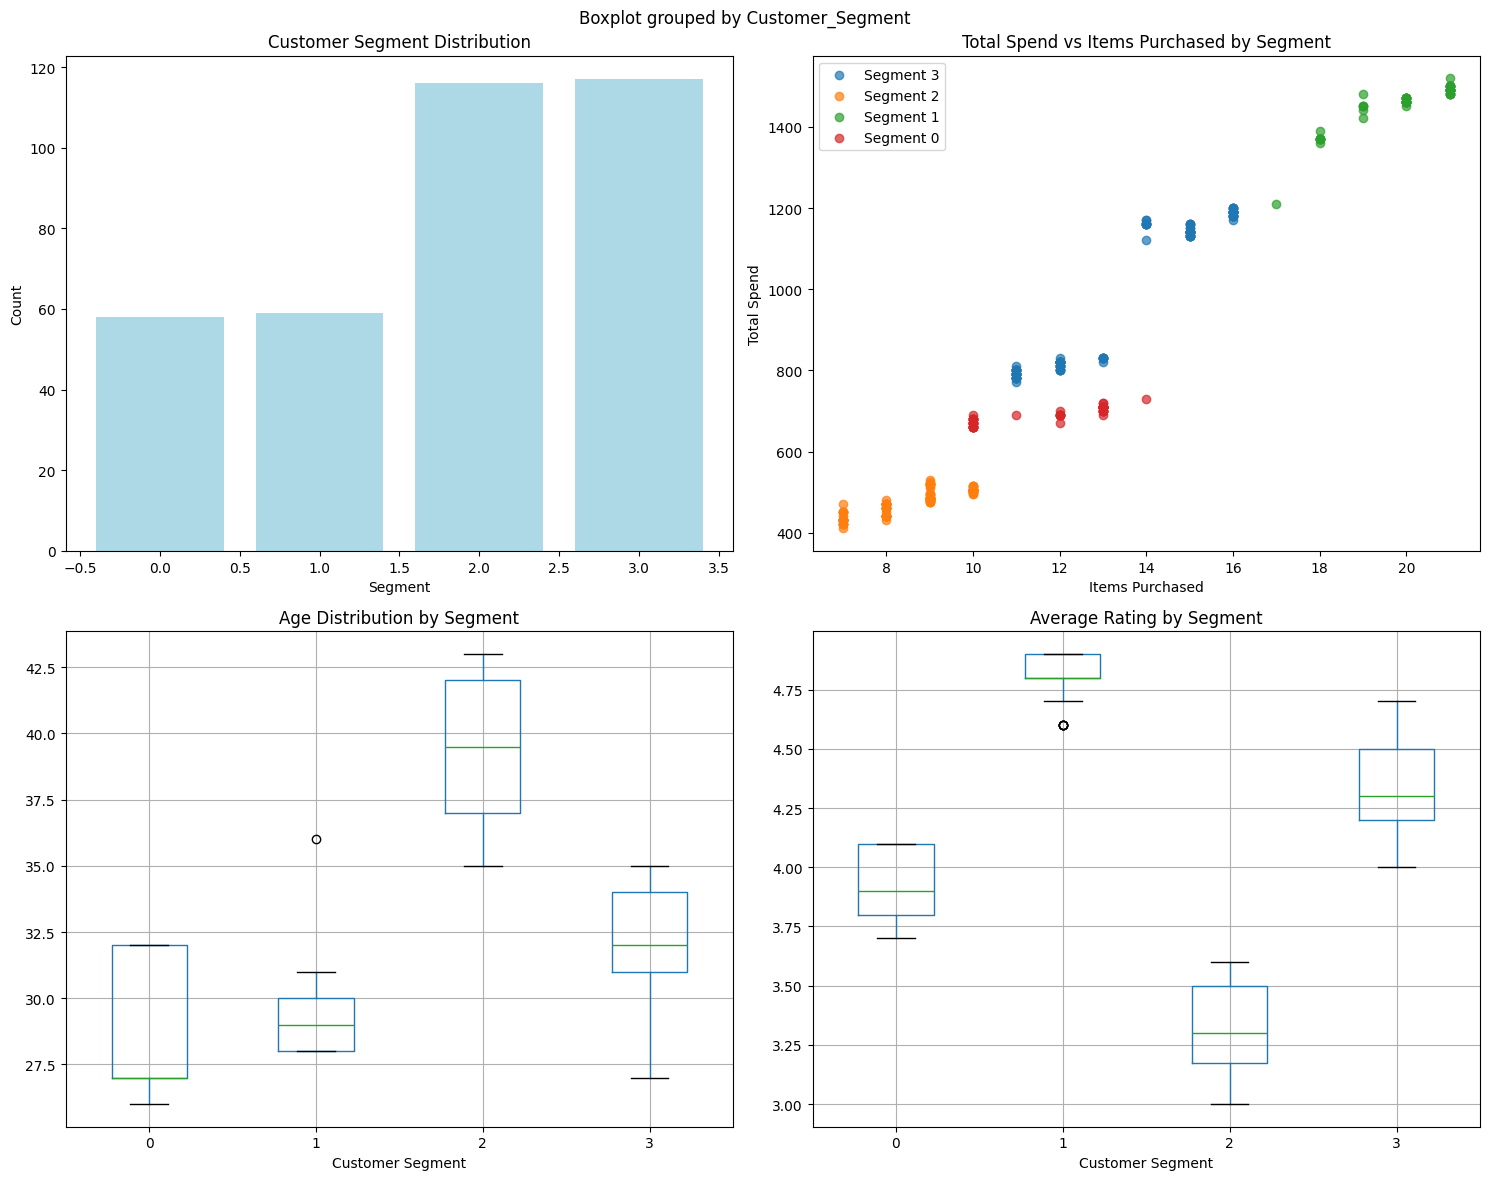 Boxplot grouped by Customer_Segment
Customer Segment Distribution
120
100
80
60
40
20
0
Count
−0.5 0.0 0.5 1.0 1.5 2.0 2.5 3.0 3.5
Segment
Total Spend vs Items Purchased by Segment
Segment 3
Segment 2
Segment 1
Segment 0
1400
1200
1000
800
600
400
Total Spend
8 10 12 14 16 18 20
Items Purchased
Age Distribution by Segment
42.5
40.0
37.5
35.0
32.5
30.0
27.5
0 1 2 3
Customer Segment
Average Rating by Segment
4.75
4.50
4.25
4.00
3.75
3.50
3.25
3.00
0 1 2 3
Customer Segment